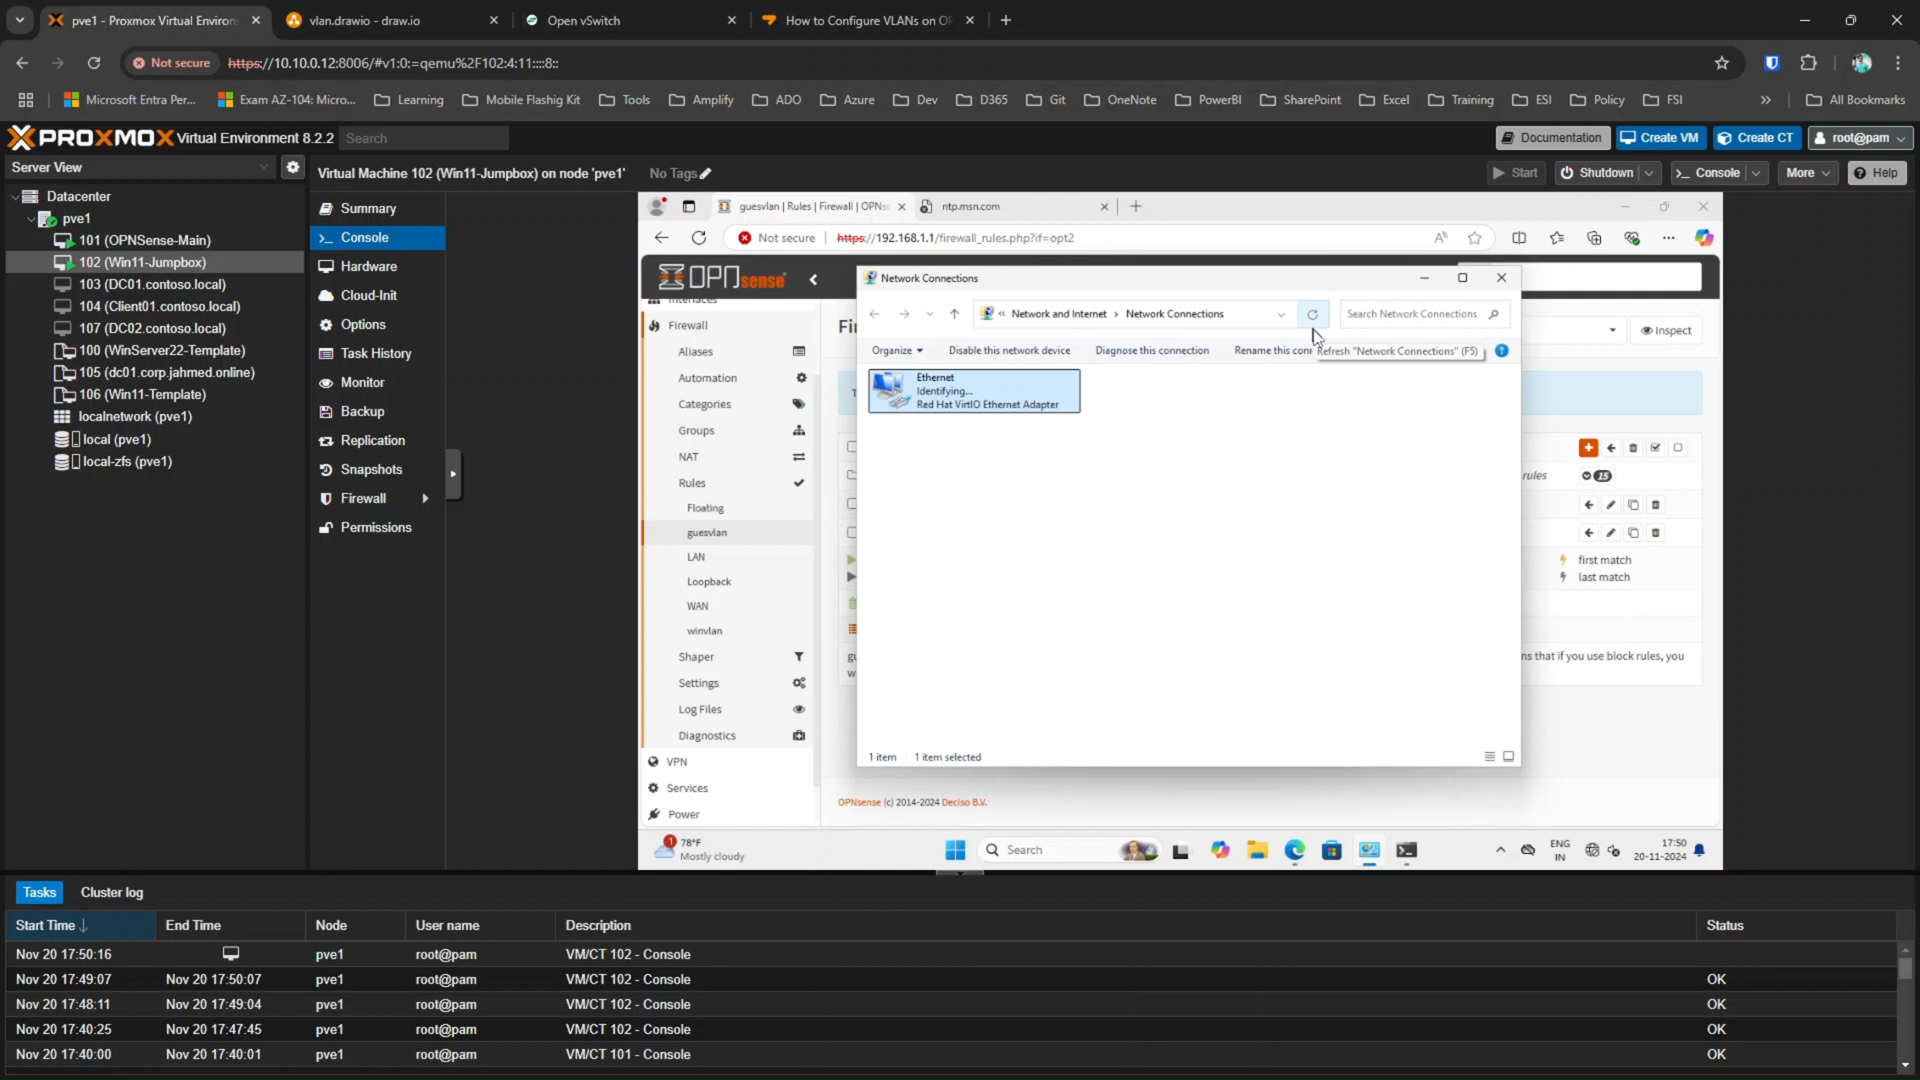 pve1 - Proxmox Virtual Environ
vlan.drawio - draw.io
Open vSwitch
How to Configure VLANs on OP
Not secure
https://10.10.0.12:8006/#v1:0:=qemu%2F102:4:11::::8::
Microsoft Entra Per...
Exam AZ-104: Micro...
Learning
Mobile Flashig Kit
Tools
Amplify
ADO
Azure
Dev
D365
Git
OneNote
PowerBI
SharePoint
Excel
Training
ESI
Policy
FSI
All Bookmarks
PROXMOX Virtual Environment 8.2.2
Search
Documentation
Create VM
Create CT
root@pam
Server View
Virtual Machine 102 (Win11-Jumpbox) on node 'pve1'
No Tags
Start
Shutdown
Console
More
Help
Datacenter
pve1
101 (OPNSense-Main)
102 (Win11-Jumpbox)
103 (DC01.contoso.local)
104 (Client01.contoso.local)
107 (DC02.contoso.local)
100 (WinServer22-Template)
105 (dc01.corp.jahmed.online)
106 (Win11-Template)
localnetwork (pve1)
local (pve1)
local-zfs (pve1)
Summary
Console
Hardware
Cloud-Init
Options
Task History
Monitor
Backup
Replication
Snapshots
Firewall
Permissions
guesvlan | Rules | Firewall | OPNse
ntp.msn.com
Not secure
https://192.168.1.1/firewall_rules.php?if=opt2
OPNsense
Interfaces
Firewall
Aliases
Automation
Categories
Groups
NAT
Rules
Floating
guesvlan
LAN
Loopback
WAN
winvlan
Shaper
Settings
Log Files
Diagnostics
VPN
Services
Power
Fi
Inspect
rules
15
first match
last match
gu
ns that if you use block rules, you
w
OPNsense (c) 2014-2024 Deciso B.V.
Network Connections
Network and Internet
Network Connections
Search Network Connections
Organize
Disable this network device
Diagnose this connection
Rename this conn
Refresh "Network Connections" (F5)
Ethernet
Identifying...
Red Hat VirtIO Ethernet Adapter
1 item
1 item selected
1
78°F
Mostly cloudy
Search
ENG
IN
17:50
20-11-2024
Tasks
Cluster log
Start Time
End Time
Node
User name
Description
Status
Nov 20 17:50:16
pve1
root@pam
VM/CT 102 - Console
Nov 20 17:49:07
Nov 20 17:50:07
pve1
root@pam
VM/CT 102 - Console
OK
Nov 20 17:48:11
Nov 20 17:49:04
pve1
root@pam
VM/CT 102 - Console
OK
Nov 20 17:40:25
Nov 20 17:47:45
pve1
root@pam
VM/CT 102 - Console
OK
Nov 20 17:40:00
Nov 20 17:40:01
pve1
root@pam
VM/CT 101 - Console
OK